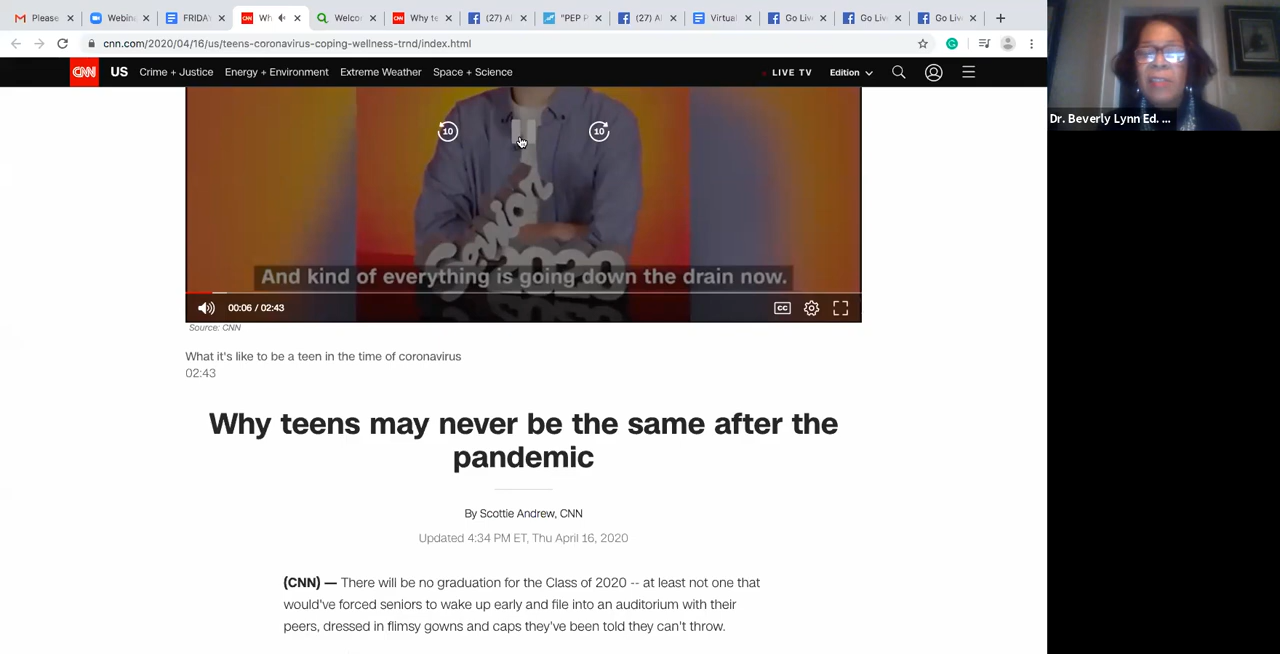 Please
Webin
FRIDA
Wh
Welco
Why te
(27) A
"PEP P
(27) A
Virtual
Go Liv
Go Liv
Go Liv
cnn.com/2020/04/16/us/teens-coronavirus-coping-wellness-trnd/index.html
CNN US Crime + Justice Energy + Environment Extreme Weather Space + Science LIVE TV Edition
Dr. Beverly Lynn Ed. ...
10 10
Senior
2020
And kind of everything is going down the drain now.
00:06 / 02:43 CC
Source: CNN
What it's like to be a teen in the time of coronavirus
02:43
Why teens may never be the same after the
pandemic
By Scottie Andrew, CNN
Updated 4:34 PM ET, Thu April 16, 2020
(CNN) — There will be no graduation for the Class of 2020 -- at least not one that
would've forced seniors to wake up early and file into an auditorium with their
peers, dressed in flimsy gowns and caps they've been told they can't throw.